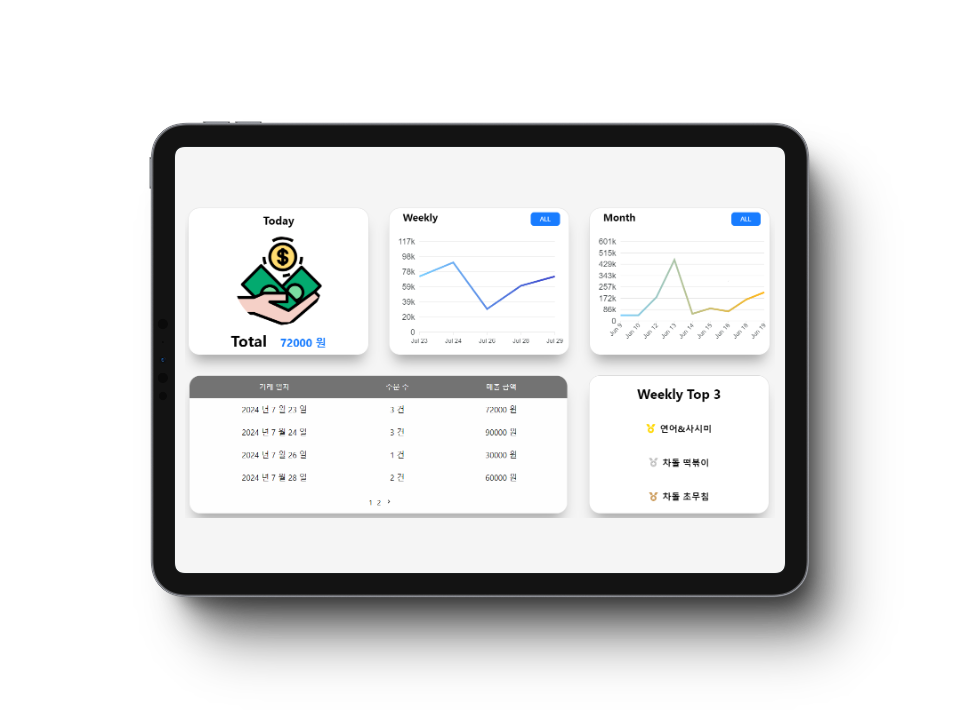 Today
Total 72000 원
Weekly
ALL
117k
98k
78k
59k
39k
20k
0
Jul 23 Jul 24 Jul 26 Jul 28 Jul 29
Month
ALL
601k
515k
429k
343k
257k
172k
86k
0
Jun 9 Jun 10 Jun 12 Jun 13 Jun 14 Jun 15 Jun 16 Jun 18 Jun 19
거래 일자 주문 수 매출 금액
2024 년 7 월 23 일 3 건 72000 원
2024 년 7 월 24 일 3 건 90000 원
2024 년 7 월 26 일 1 건 30000 원
2024 년 7 월 28 일 2 건 60000 원
1 2 >
Weekly Top 3
연어&사시미
차돌 떡볶이
차돌 초무침